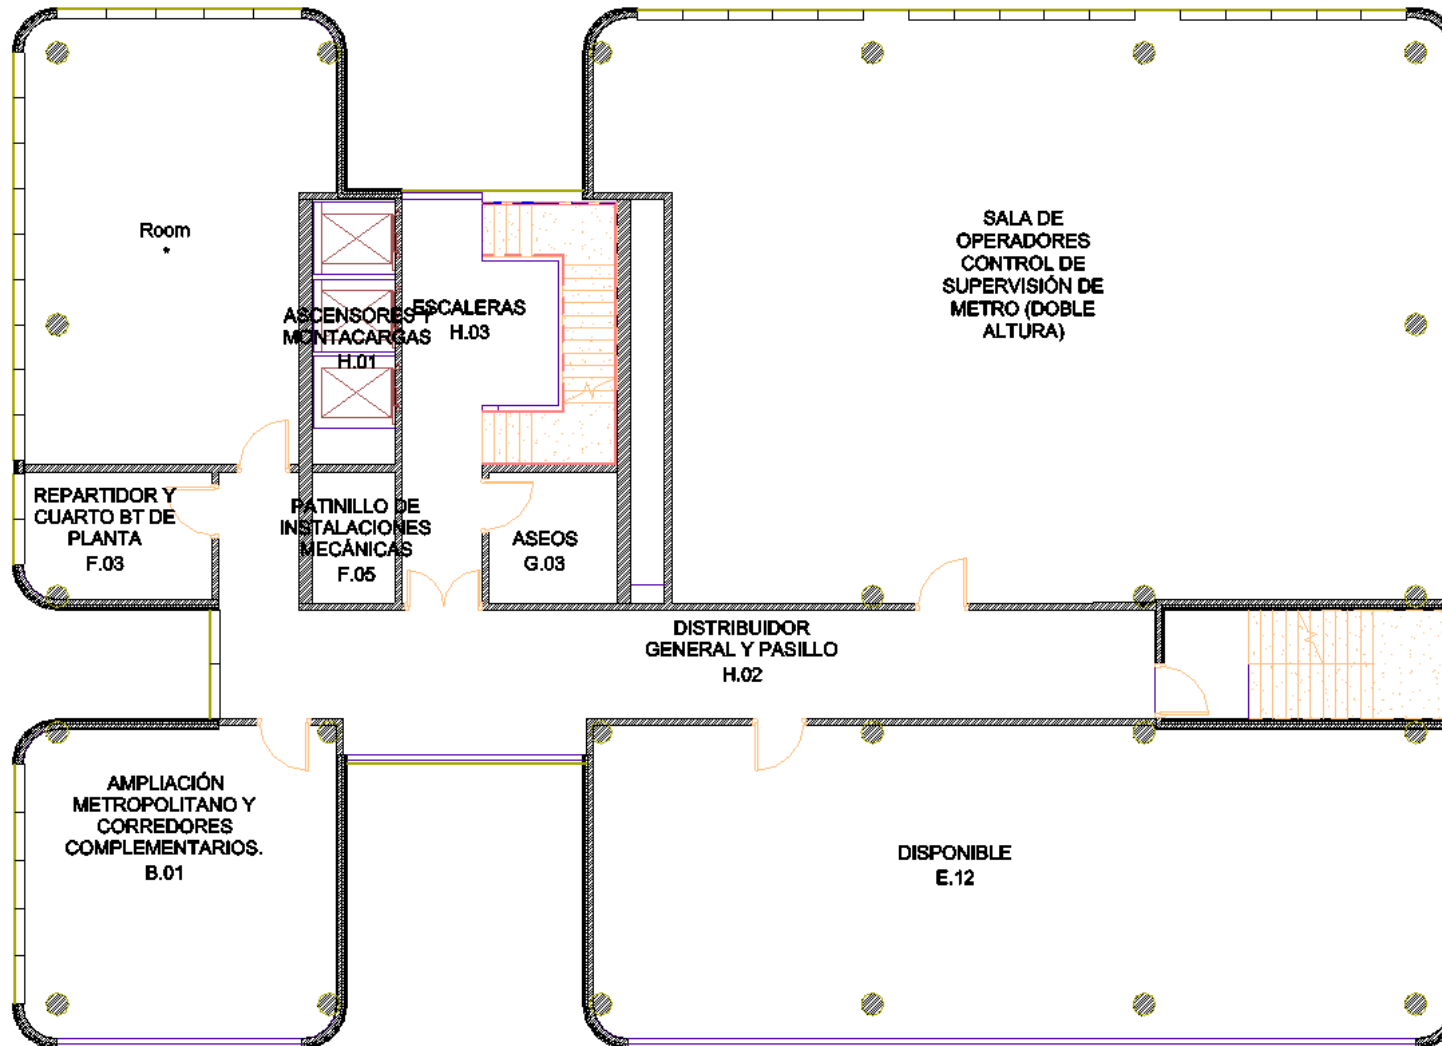 Room
*
SALA DE
OPERADORES
CONTROL DE
SUPERVISIÓN DE
METRO (DOBLE
ALTURA)
ASCENSORES Y
MONTACARGAS
H.01
ESCALERAS
H.03
REPARTIDOR Y
CUARTO BT DE
PLANTA
F.03
PATINILLO DE
INSTALACIONES
MECÁNICAS
F.05
ASEOS
G.03
DISTRIBUIDOR
GENERAL Y PASILLO
H.02
AMPLIACIÓN
METROPOLITANO Y
CORREDORES
COMPLEMENTARIOS.
B.01
DISPONIBLE
E.12